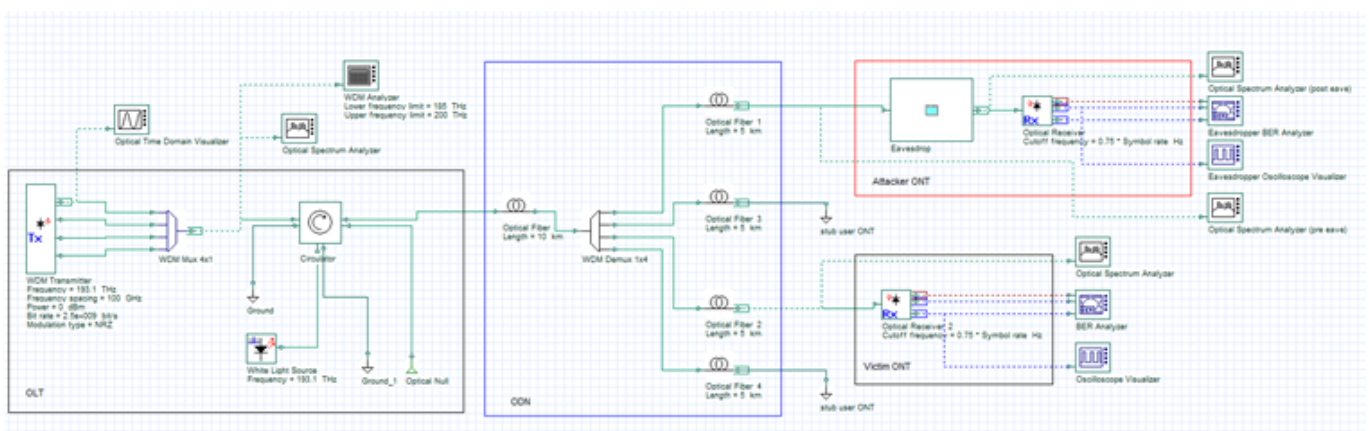 WDM Analyzer
Lower frequency limit = 185 THz
Upper frequency limit = 200 THz
Optical Time Domain Visualizer
Optical Spectrum Analyzer
Tx
WDM Mux 4x1
WDM Transmitter
Frequency = 193.1 THz
Frequency spacing = 100 GHz
Power = 0 dBm
Bit rate = 2.5e+009 bit/s
Modulation type = NRZ
Circulator
Ground
White Light Source
Frequency = 193.1 THz
Ground_1
Optical Null
OLT
Optical Fiber
Length = 10 km
WDM Demux 1x4
Optical Fiber 1
Length = 5 km
Optical Fiber 3
Length = 5 km
Optical Fiber 2
Length = 5 km
Optical Fiber 4
Length = 5 km
ODN
stub user ONT
stub user ONT
Eavesdrop
Rx
Optical Receiver
Cutoff frequency = 0.75 * Symbol rate Hz
Attacker ONT
Optical Spectrum Analyzer (post eave)
BER
Eavesdropper BER Analyzer
Eavesdropper Oscilloscope Visualizer
Optical Spectrum Analyzer (pre eave)
Optical Spectrum Analyzer
Rx
Optical Receiver 2
Cutoff frequency = 0.75 * Symbol rate Hz
Victim ONT
BER
BER Analyzer
Oscilloscope Visualizer